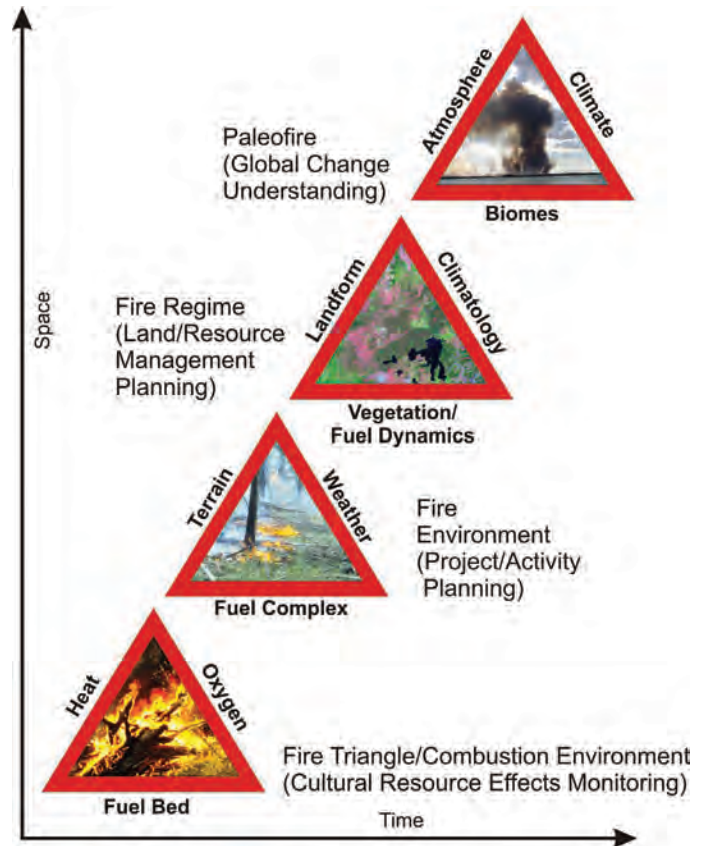 Atmosphere
Climate
Biomes
Paleofire
(Global Change
Understanding)
Landform
Climatology
Vegetation/
Fuel Dynamics
Fire Regime
(Land/Resource
Management
Planning)
Space
Terrain
Weather
Fuel Complex
Fire
Environment
(Project/Activity
Planning)
Heat
Oxygen
Fuel Bed
Fire Triangle/Combustion Environment
(Cultural Resource Effects Monitoring)
Time